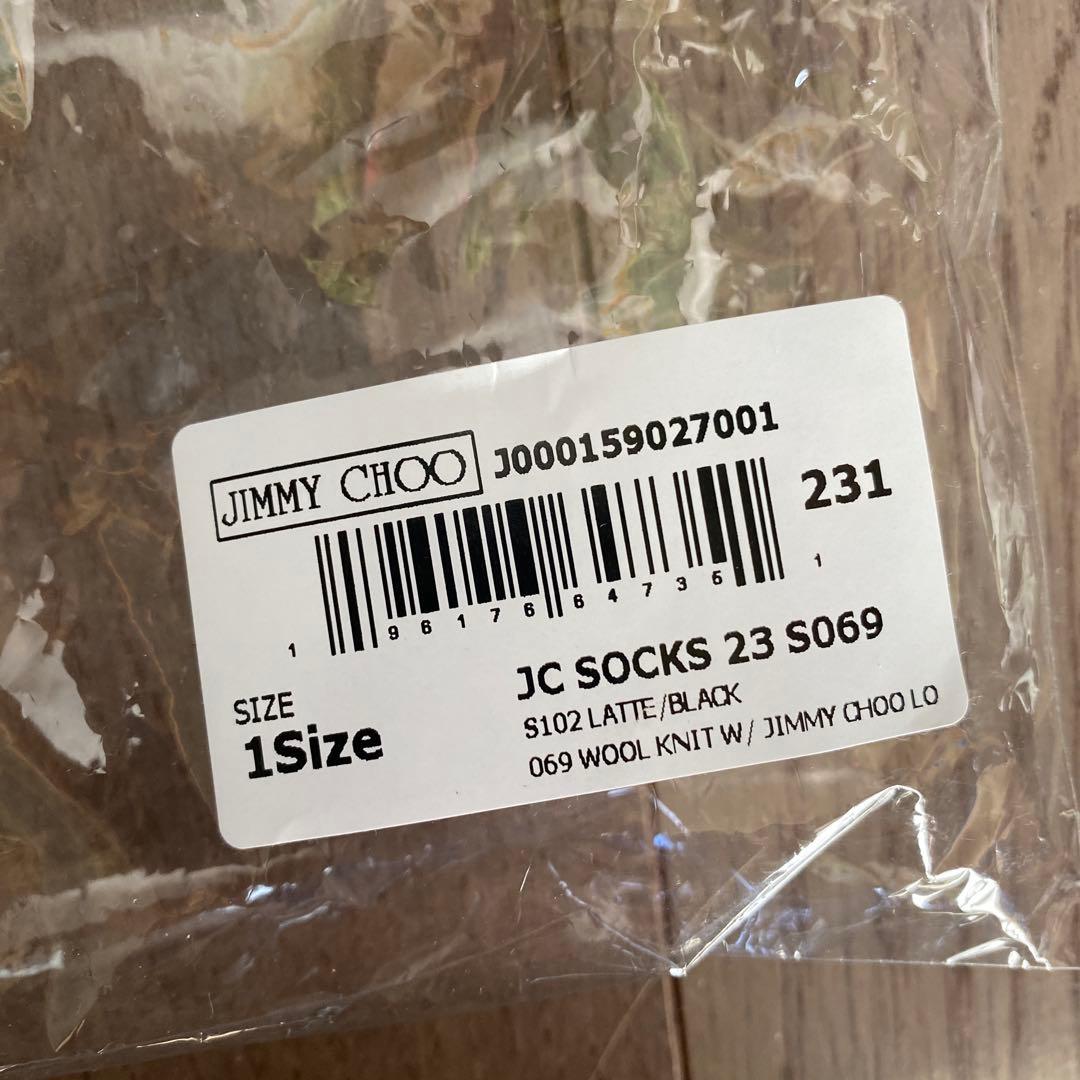 JIMMY CHOO
J000159027001
231
1 96176 64735 1
SIZE
1Size
JC SOCKS 23 S069
S102 LATTE/BLACK
069 WOOL KNIT W/ JIMMY CHOO LO